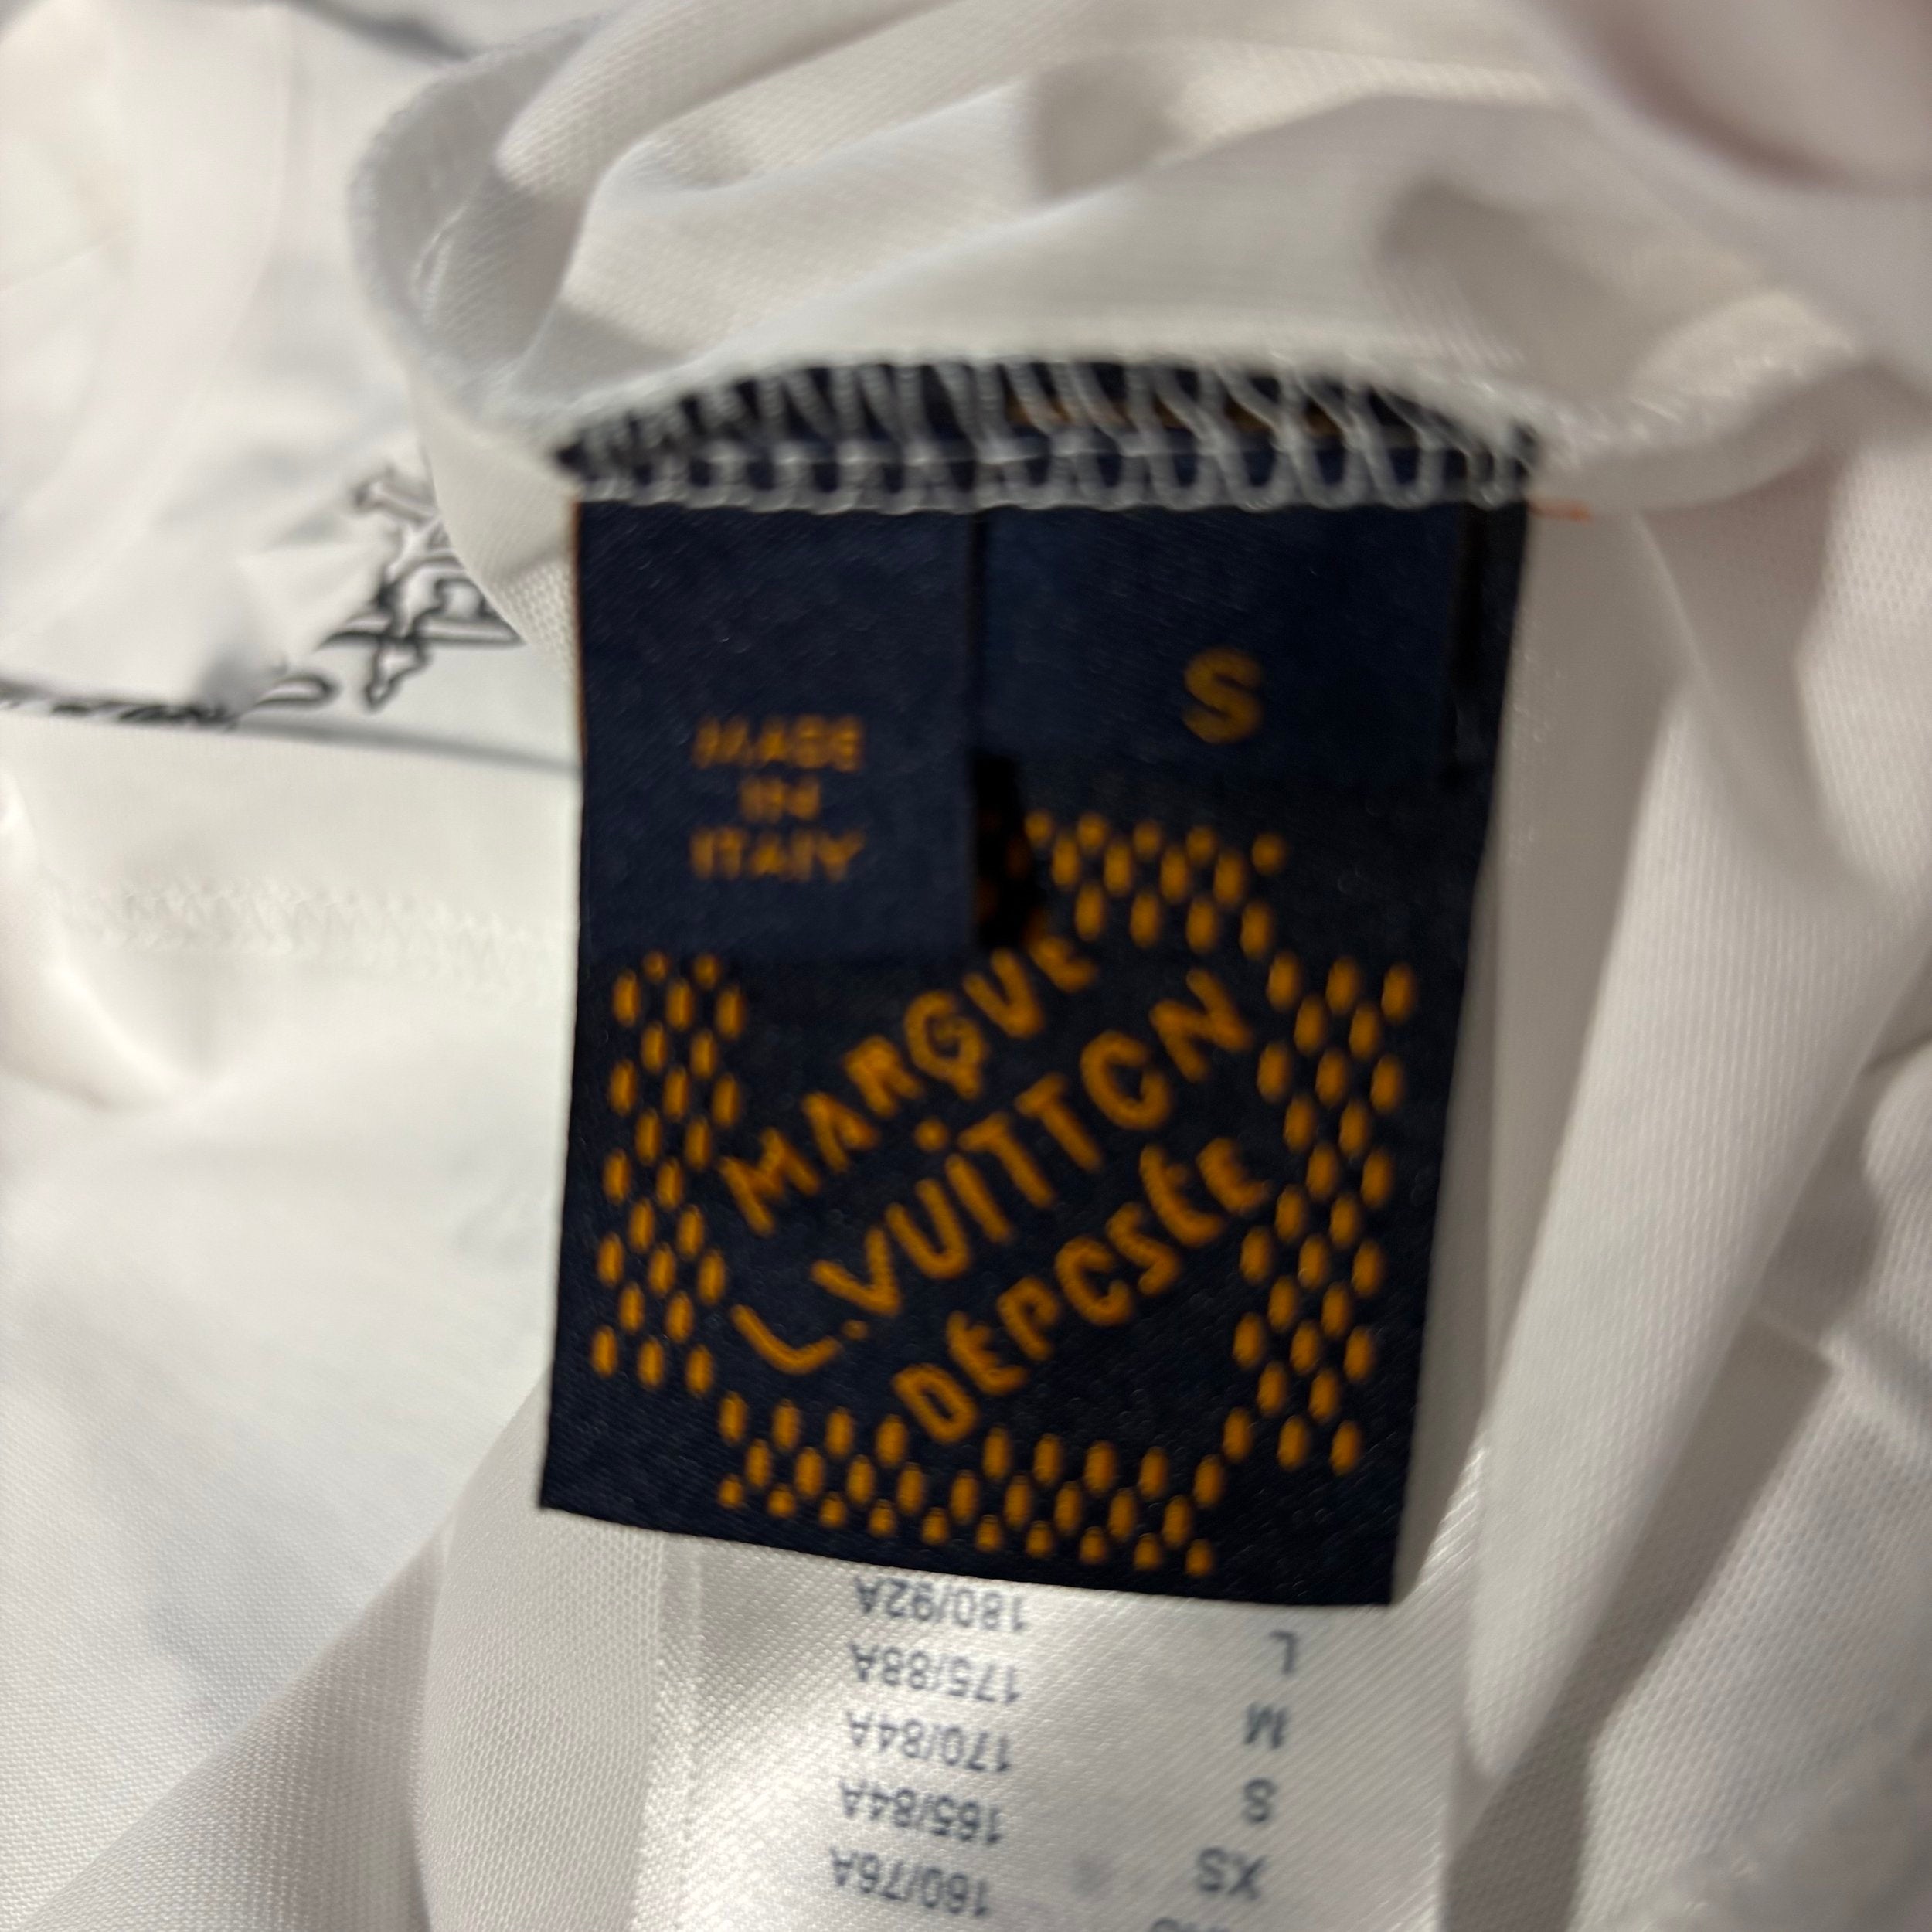 MADE
IN
ITALY
S
MARQUE
L.VUITTON
DÉPOSÉE
160/76A
XS 165/84A
S 170/84A
M 175/88A
L 180/92A